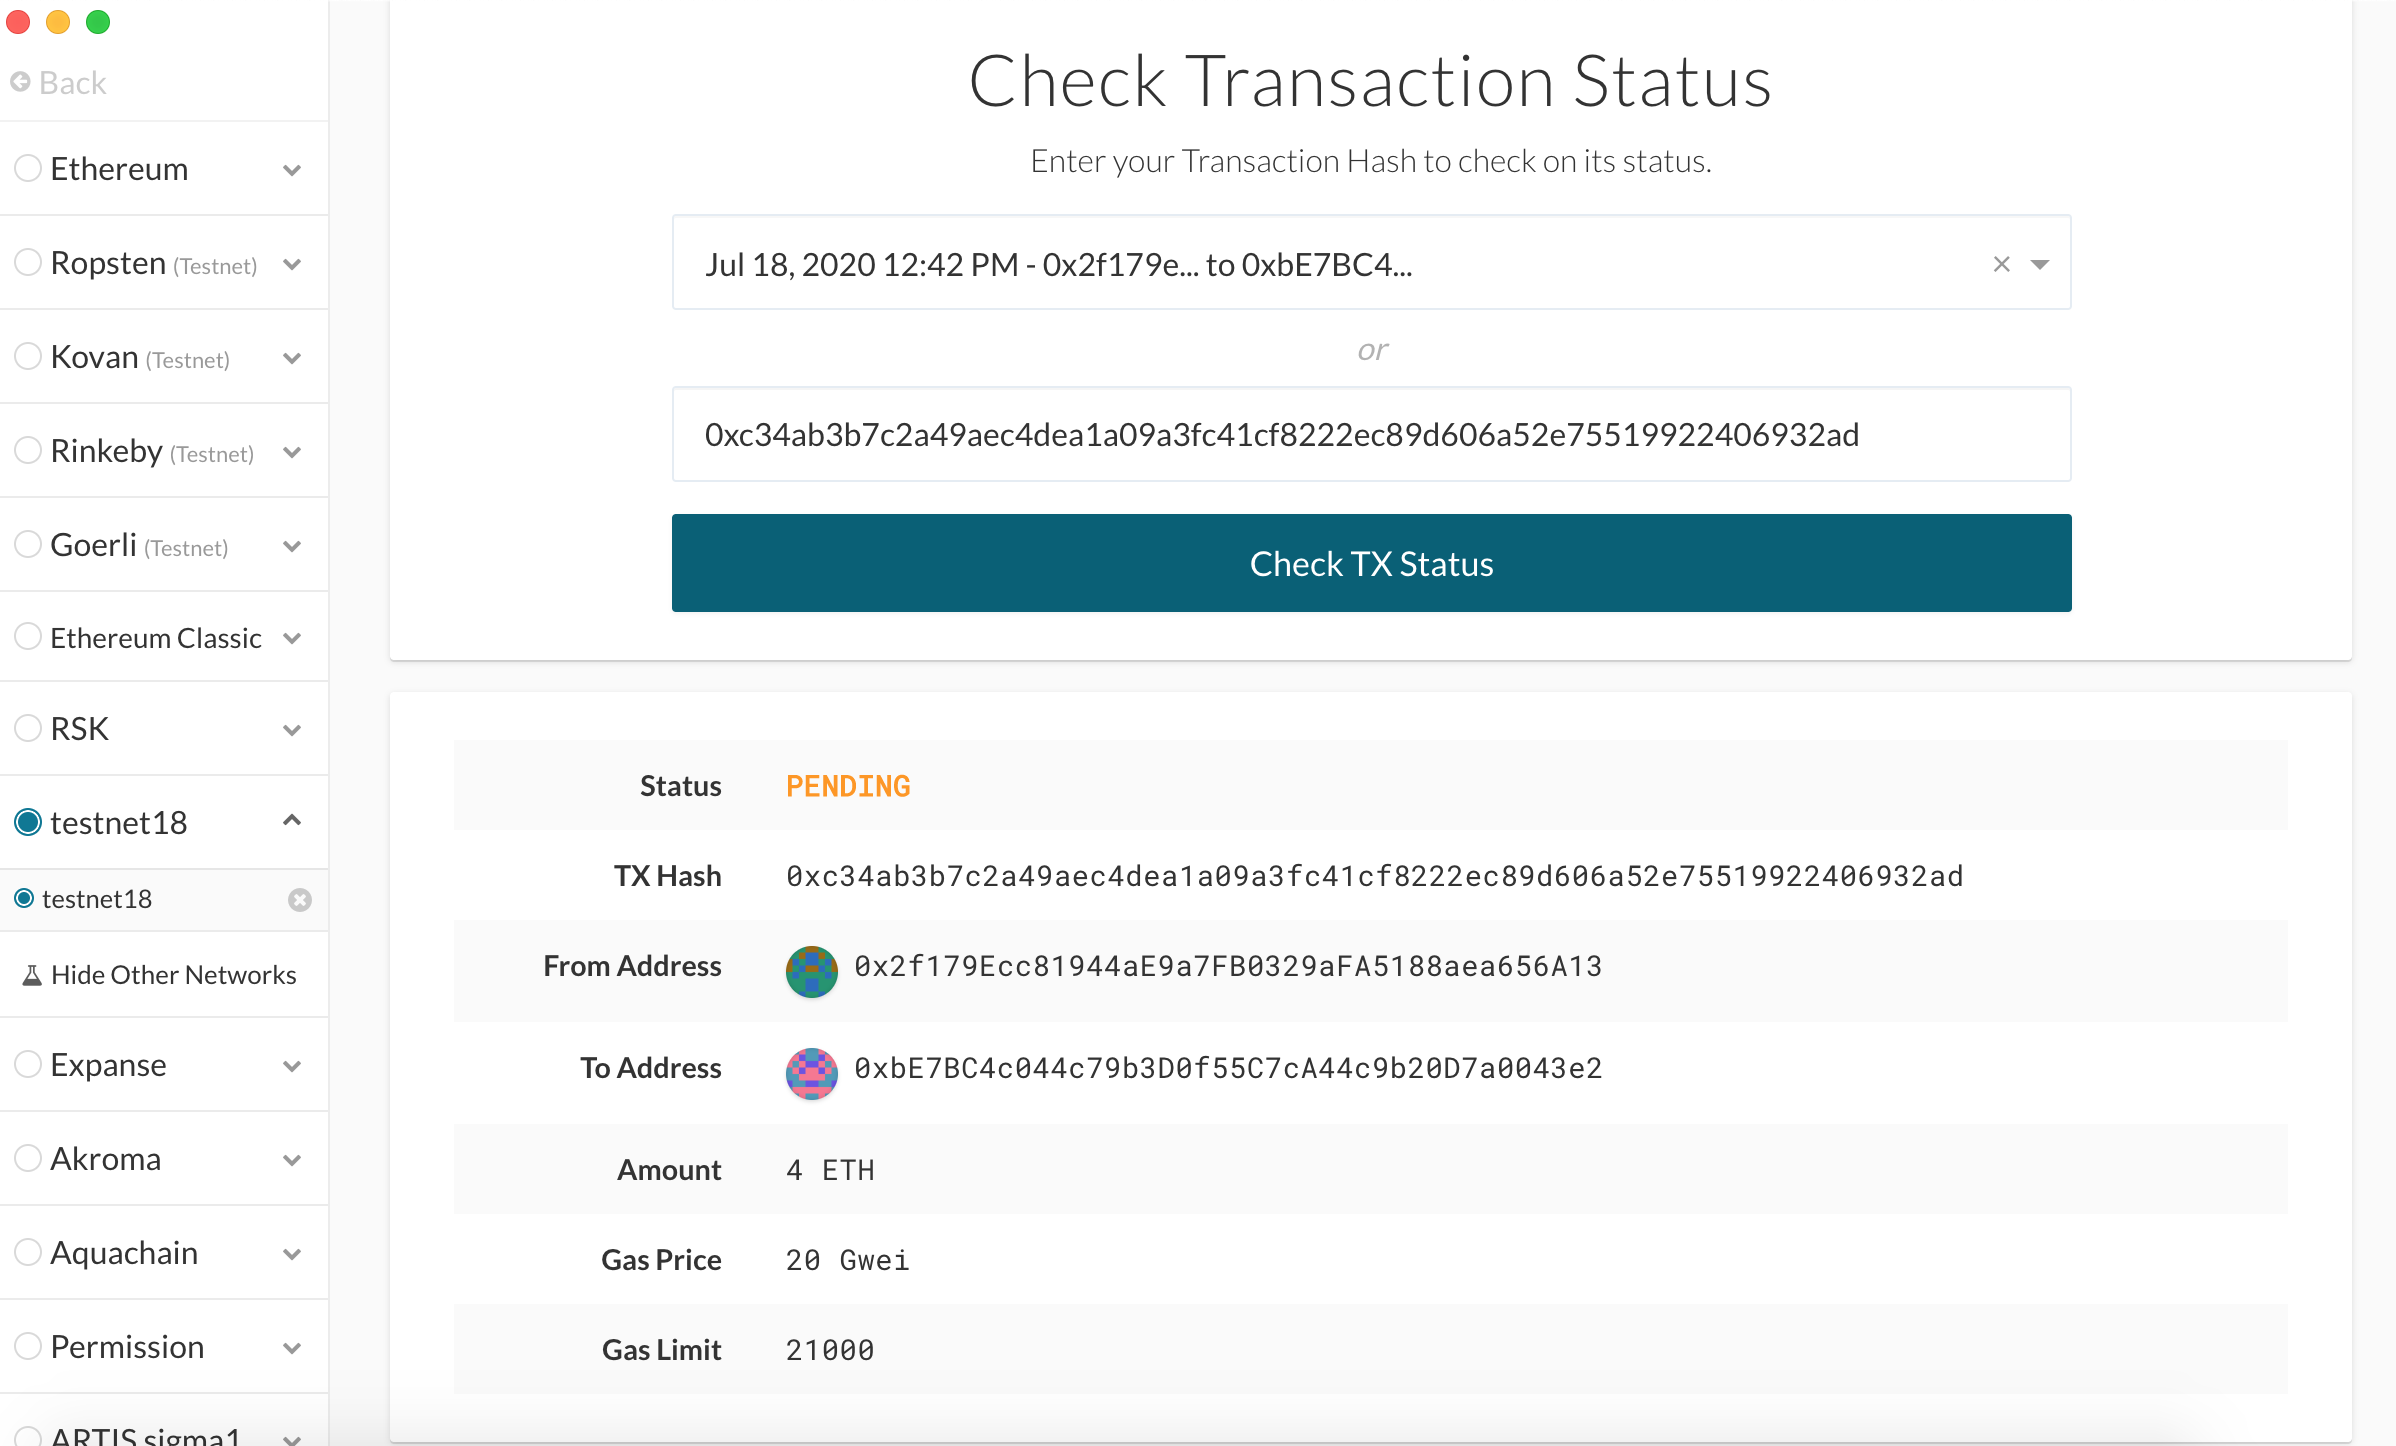 Back
Ethereum
Ropsten (Testnet)
Kovan (Testnet)
Rinkeby (Testnet)
Goerli (Testnet)
Ethereum Classic
RSK
testnet18
testnet18
Hide Other Networks
Expanse
Akroma
Aquachain
Permission
ARTIS sigma1
Check Transaction Status
Enter your Transaction Hash to check on its status.
Jul 18, 2020 12:42 PM - 0x2f179e... to 0xbE7BC4...
or
0xc34ab3b7c2a49aec4dea1a09a3fc41cf8222ec89d606a52e75519922406932ad
Check TX Status
Status PENDING
TX Hash 0xc34ab3b7c2a49aec4dea1a09a3fc41cf8222ec89d606a52e75519922406932ad
From Address 0x2f179Ecc81944aE9a7FB0329aFA5188aea656A13
To Address 0xbE7BC4c044c79b3D0f55C7cA44c9b20D7a0043e2
Amount 4 ETH
Gas Price 20 Gwei
Gas Limit 21000